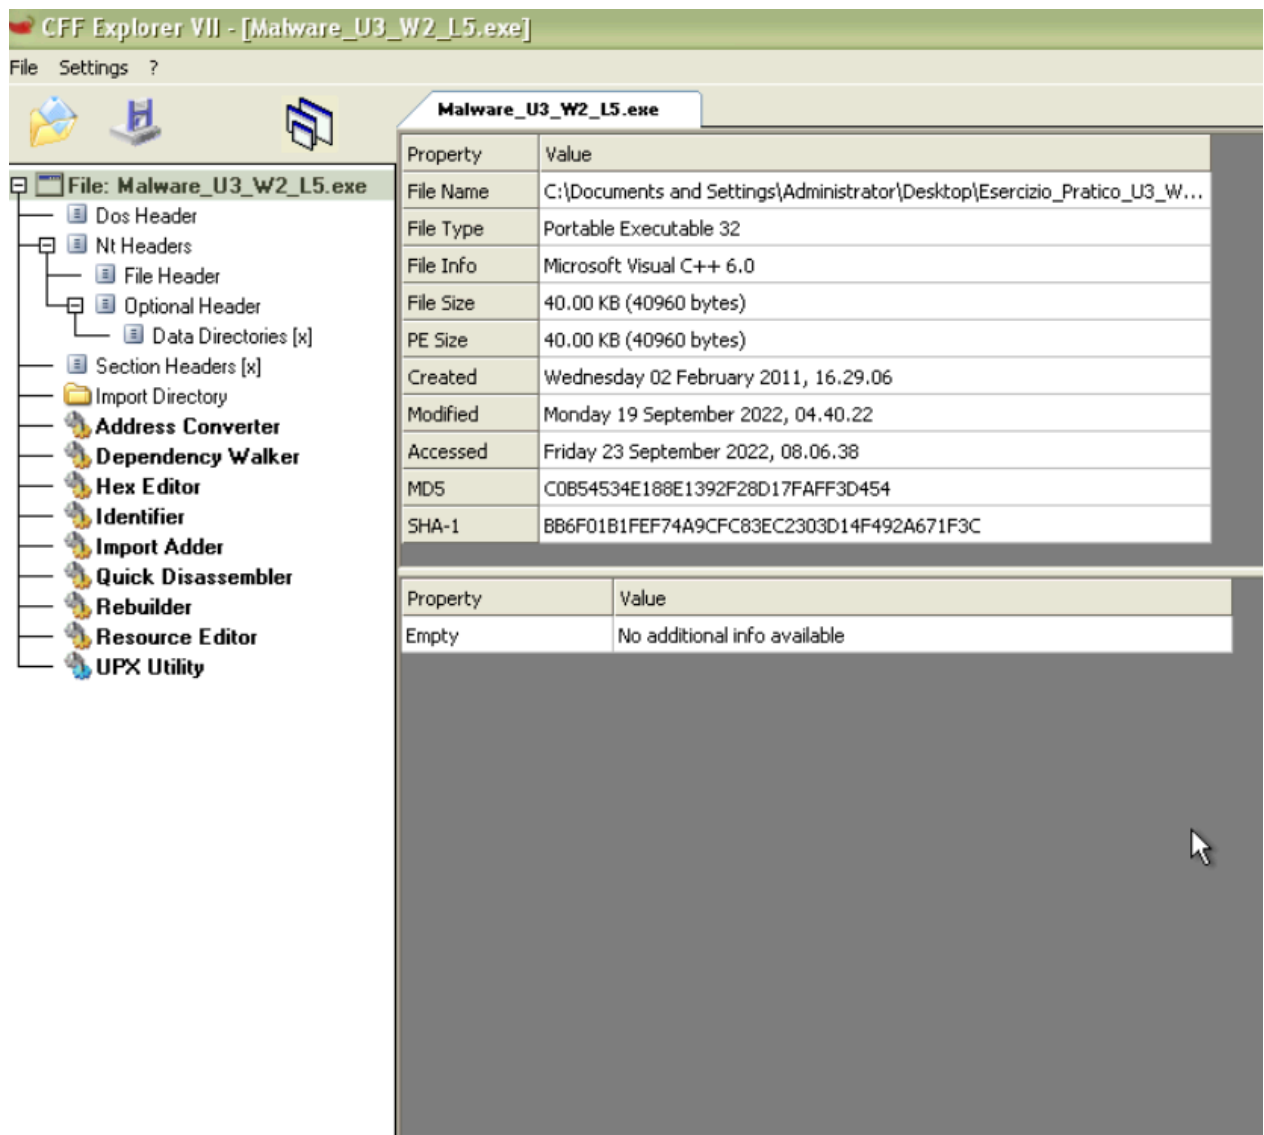 CFF Explorer VII - [Malware_U3_W2_L5.exe]
File Settings ?
Malware_U3_W2_L5.exe
File: Malware_U3_W2_L5.exe
Dos Header
Nt Headers
File Header
Optional Header
Data Directories [x]
Section Headers [x]
Import Directory
Address Converter
Dependency Walker
Hex Editor
Identifier
Import Adder
Quick Disassembler
Rebuilder
Resource Editor
UPX Utility
Property Value
File Name C:\Documents and Settings\Administrator\Desktop\Esercizio_Pratico_U3_W...
File Type Portable Executable 32
File Info Microsoft Visual C++ 6.0
File Size 40.00 KB (40960 bytes)
PE Size 40.00 KB (40960 bytes)
Created Wednesday 02 February 2011, 16.29.06
Modified Monday 19 September 2022, 04.40.22
Accessed Friday 23 September 2022, 08.06.38
MD5 C0B54534E188E1392F28D17FAFF3D454
SHA-1 BB6F01B1FEF74A9CFC83EC2303D14F492A671F3C
Property Value
Empty No additional info available